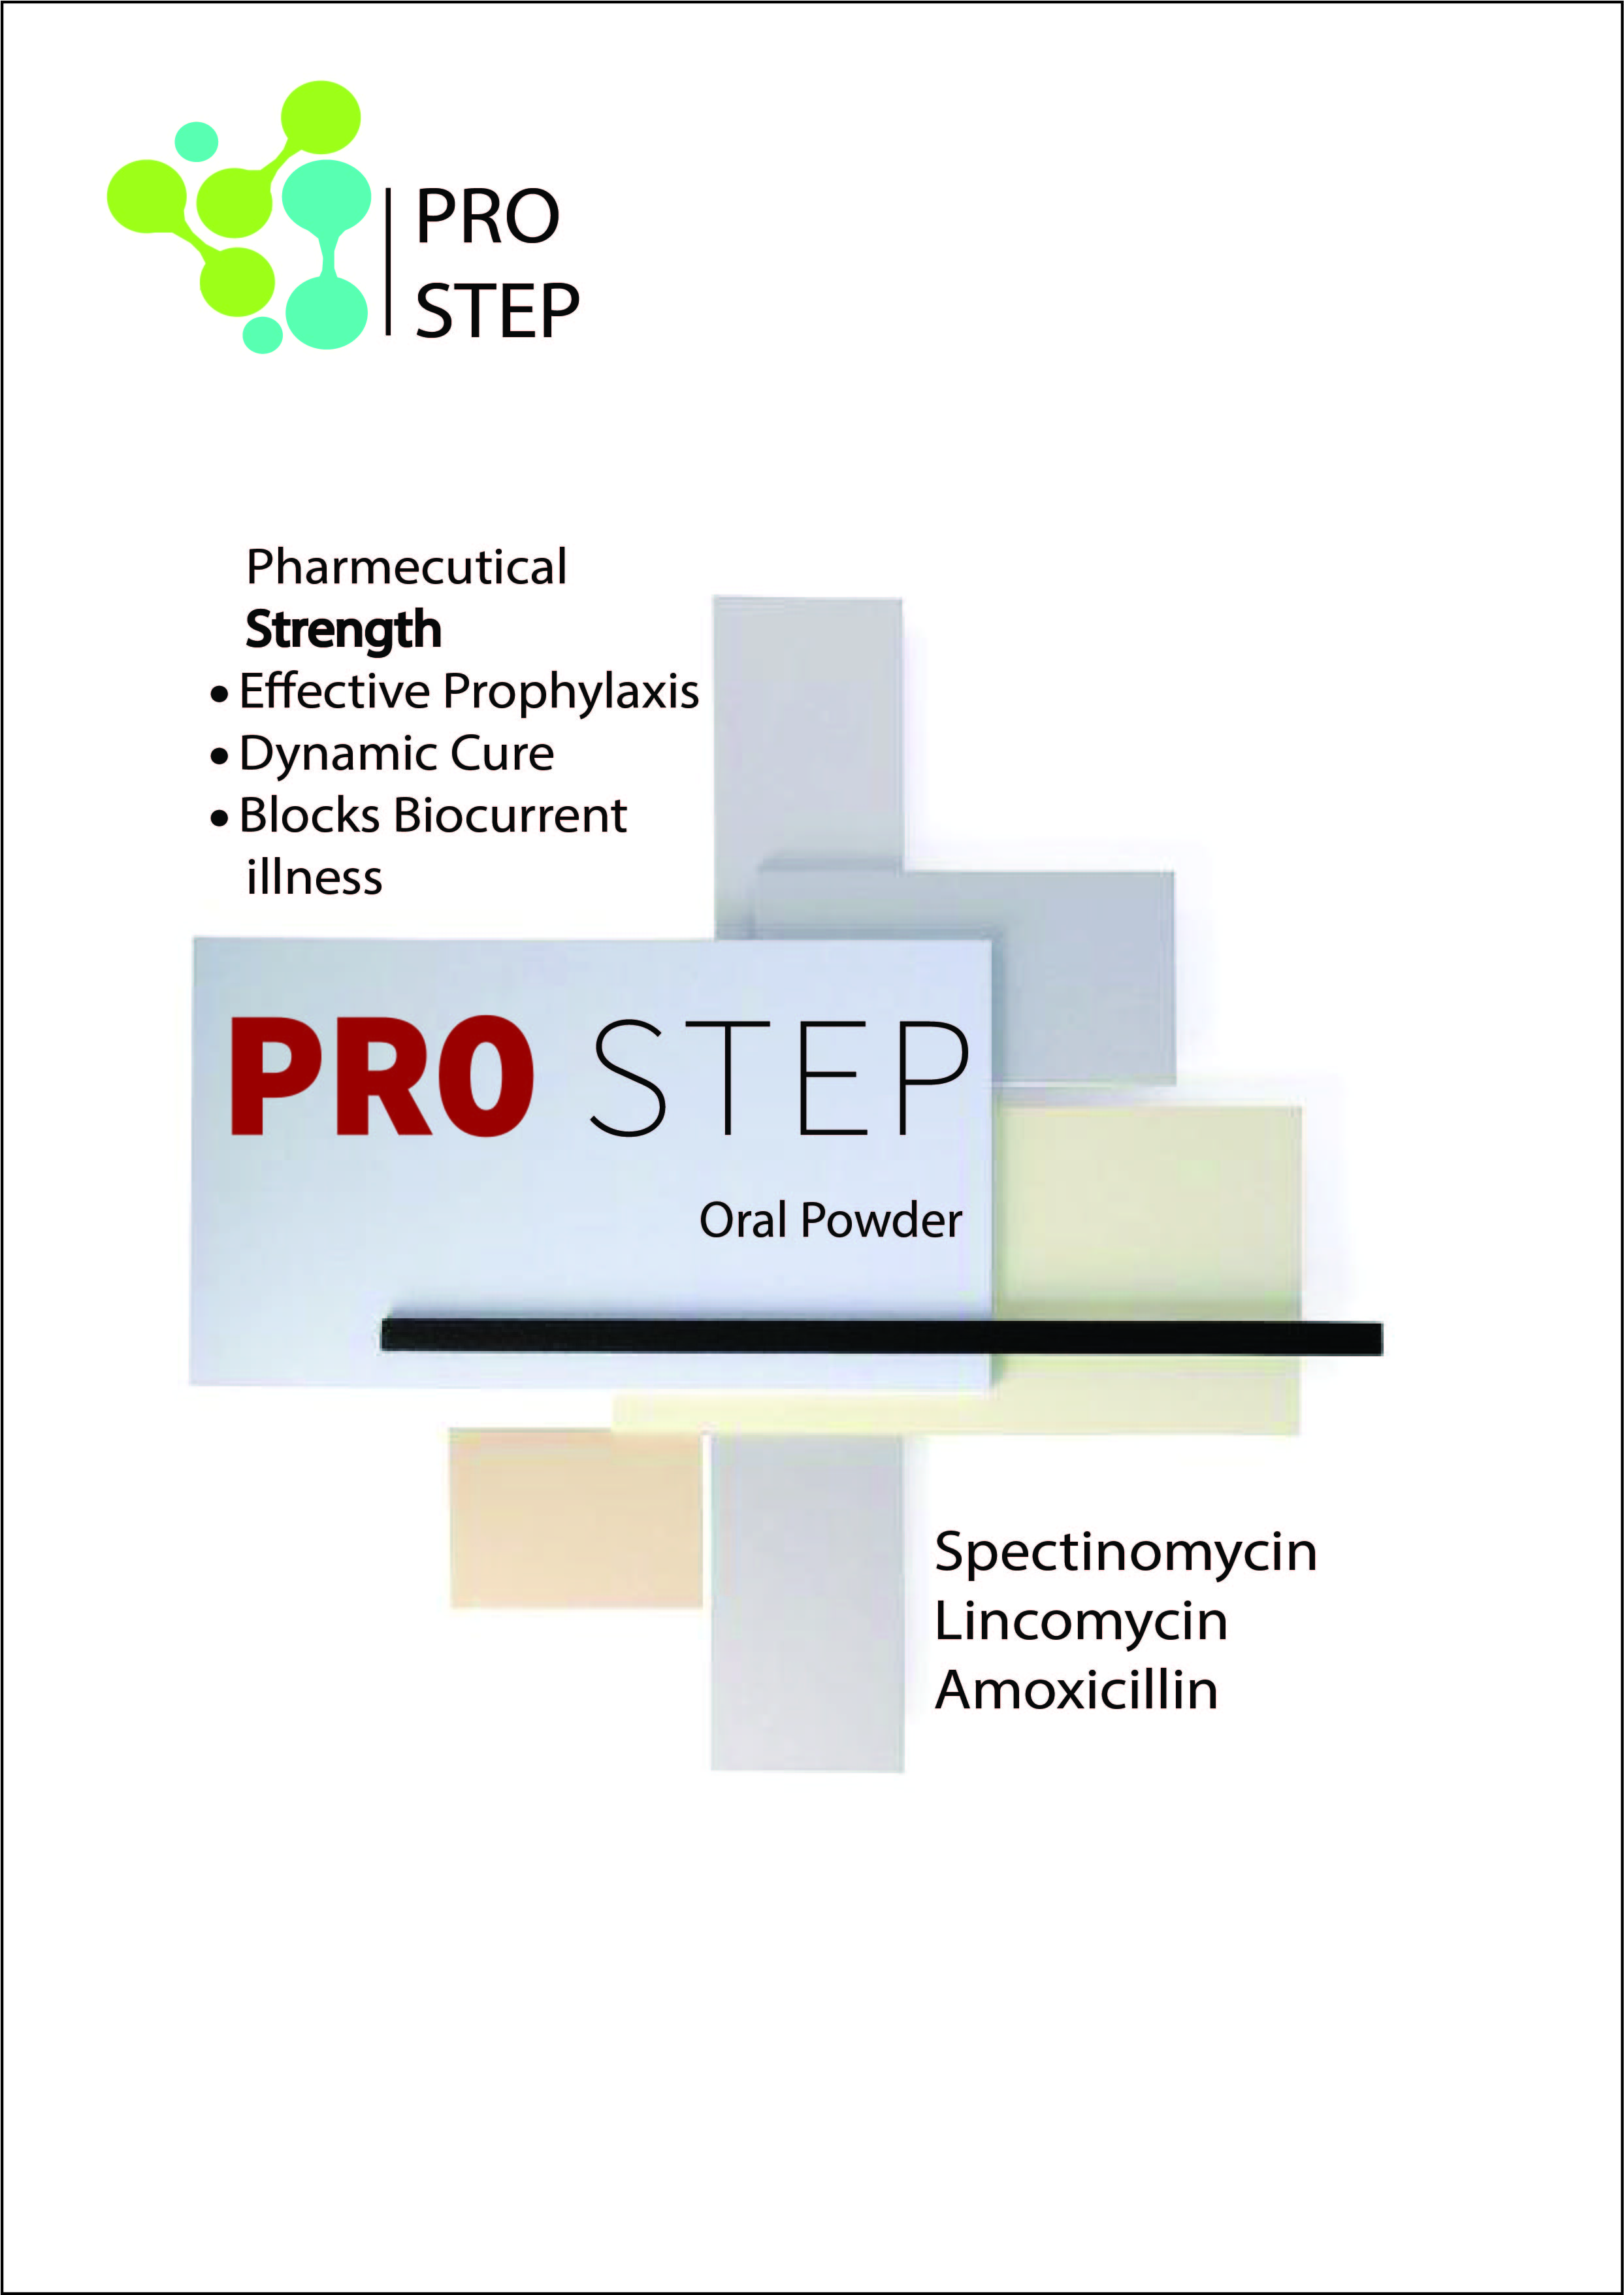 PRO
STEP
Pharmecutical
Strength
• Effective Prophylaxis
• Dynamic Cure
• Blocks Biocurrent
illness
PRO STEP
Oral Powder
Spectinomycin
Lincomycin
Amoxicillin